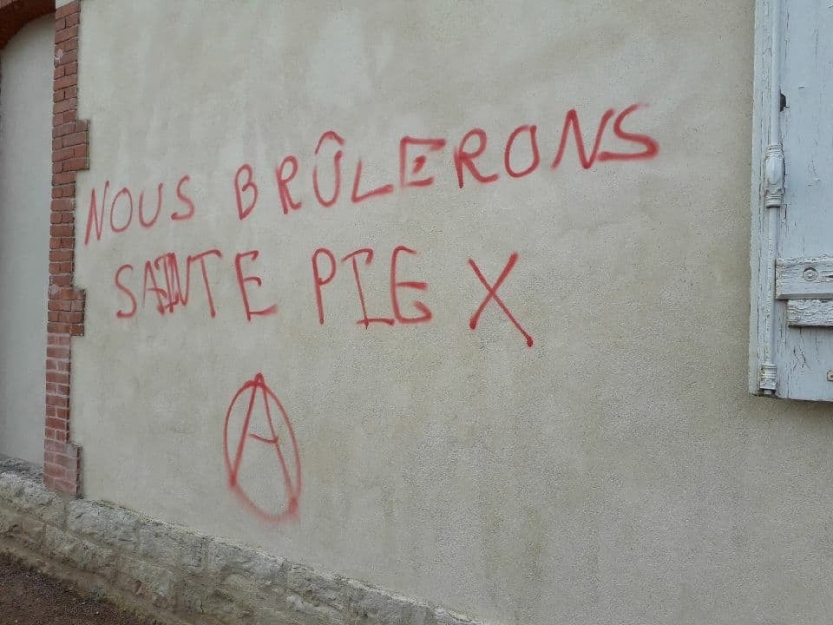 NOUS BRÛLERONS
SAINTE PIE X